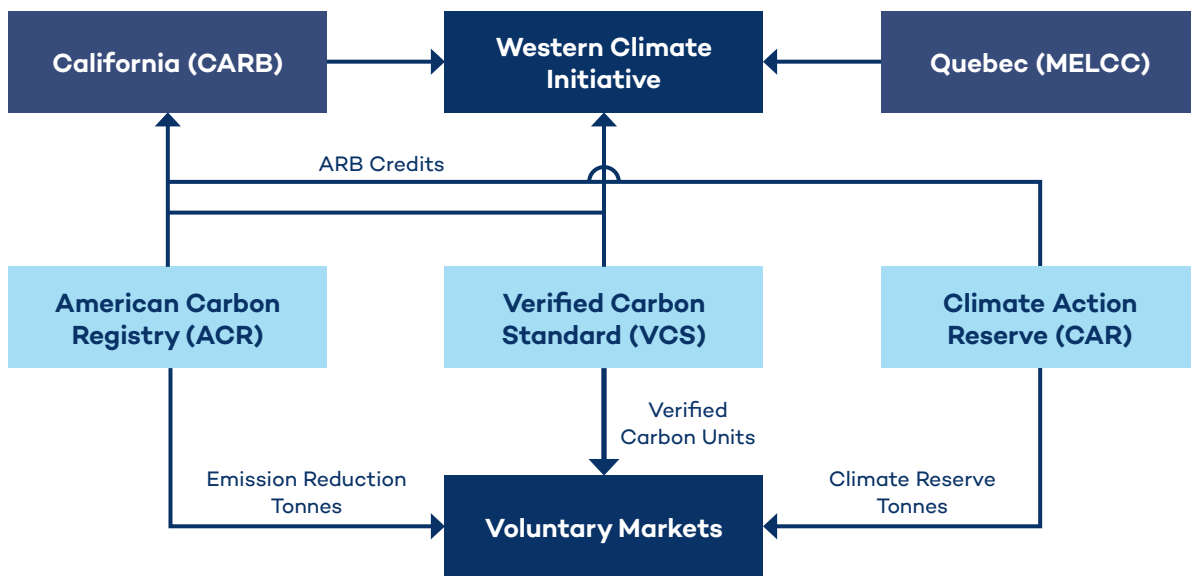 California (CARB)
Western Climate
Initiative
Quebec (MELCC)
ARB Credits
American Carbon
Registry (ACR)
Verified Carbon
Standard (VCS)
Climate Action
Reserve (CAR)
Verified
Carbon Units
Emission Reduction
Tonnes
Climate Reserve
Tonnes
Voluntary Markets